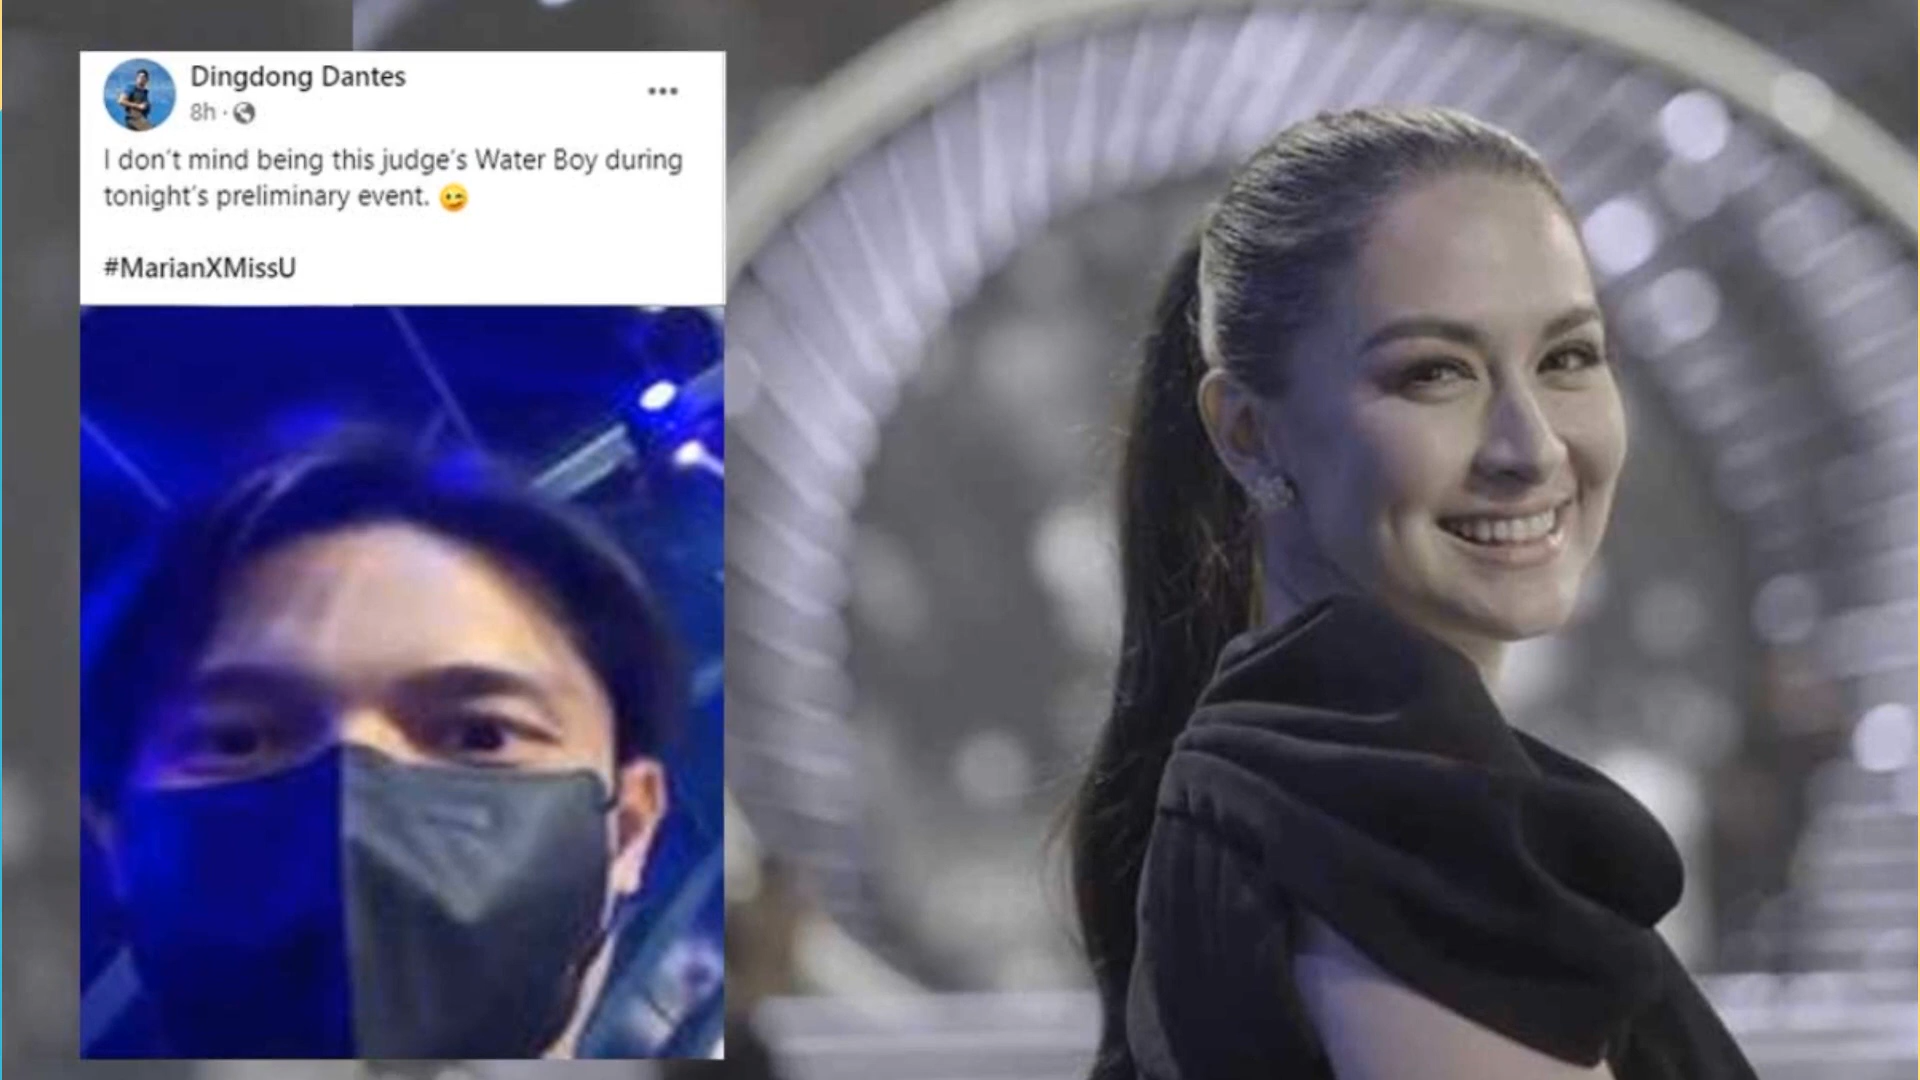 Dingdong Dantes
8h ·
I don't mind being this judge's Water Boy during
tonight's preliminary event. 😉
#MarianXMissU